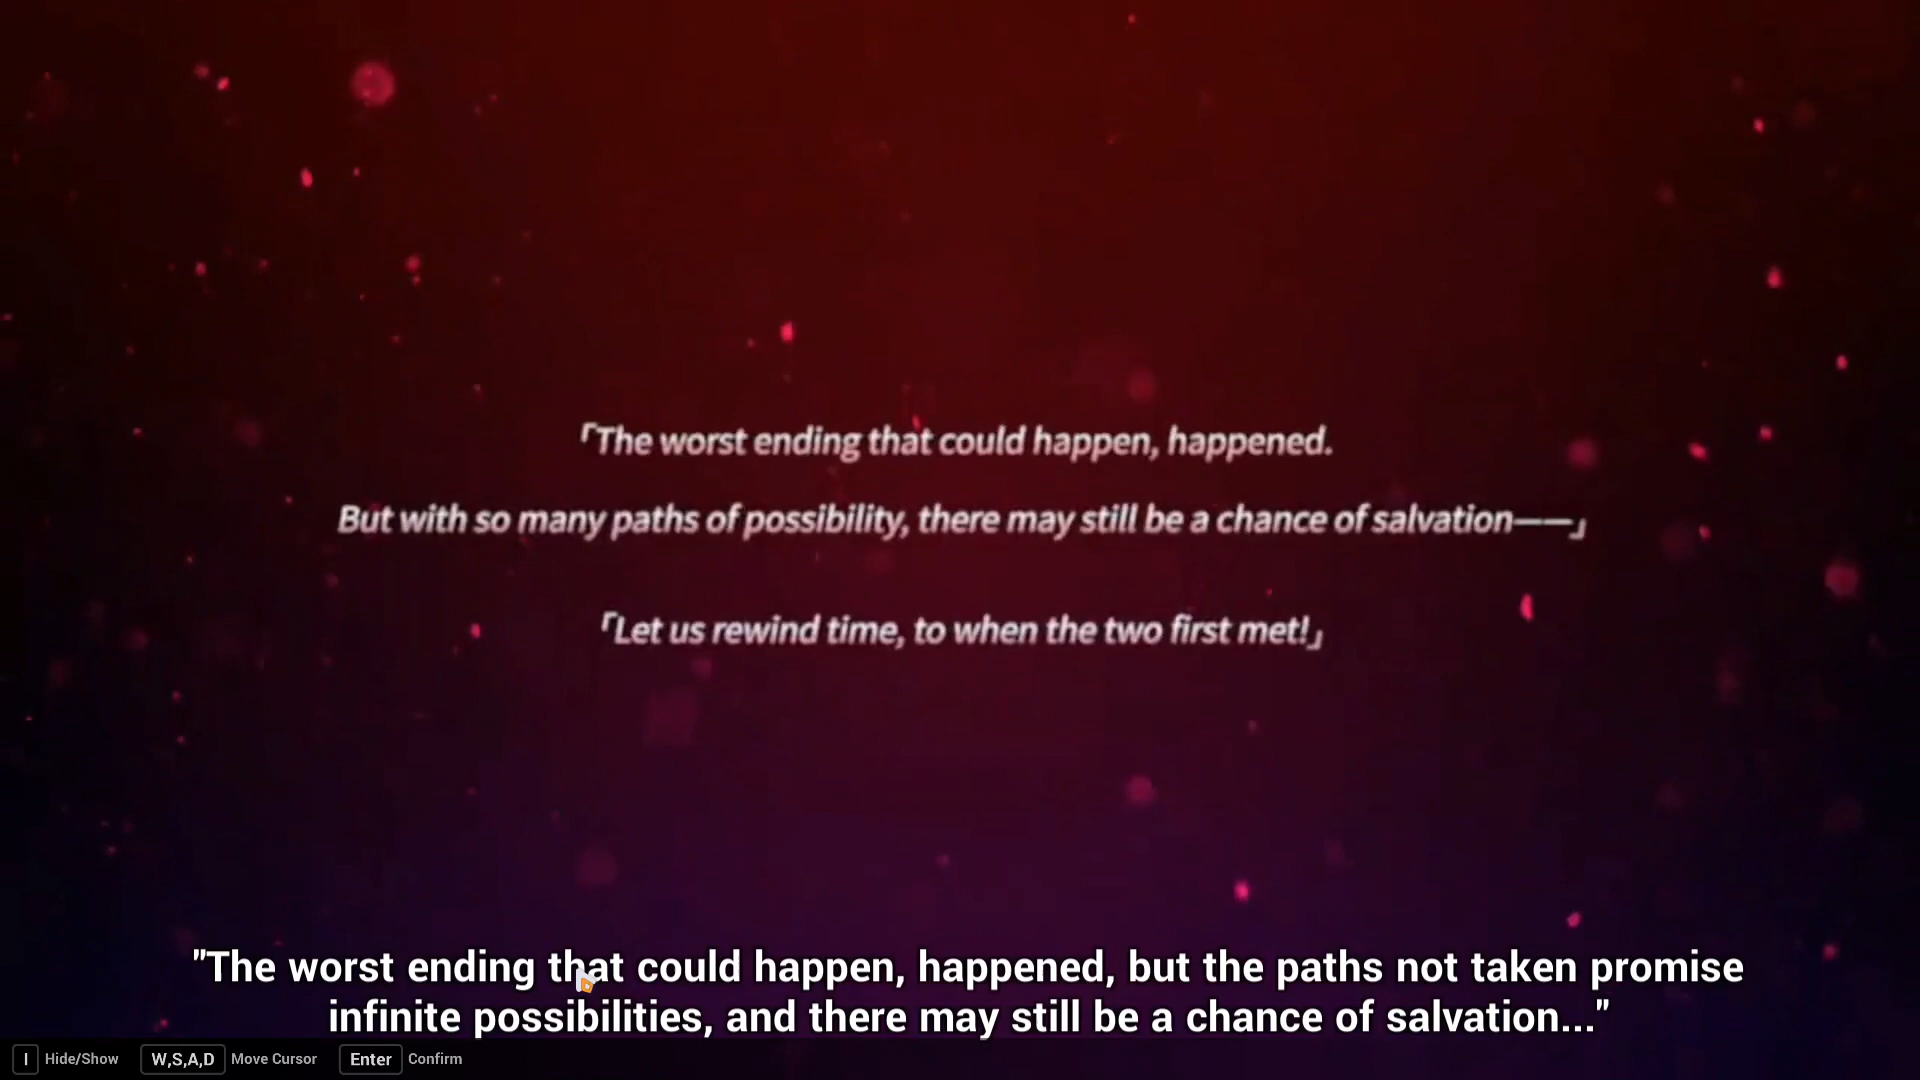 「The worst ending that could happen, happened.
But with so many paths of possibility, there may still be a chance of salvation——」
「Let us rewind time, to when the two first met!」
"The worst ending that could happen, happened, but the paths not taken promise
infinite possibilities, and there may still be a chance of salvation..."
I Hide/Show W,S,A,D Move Cursor Enter Confirm